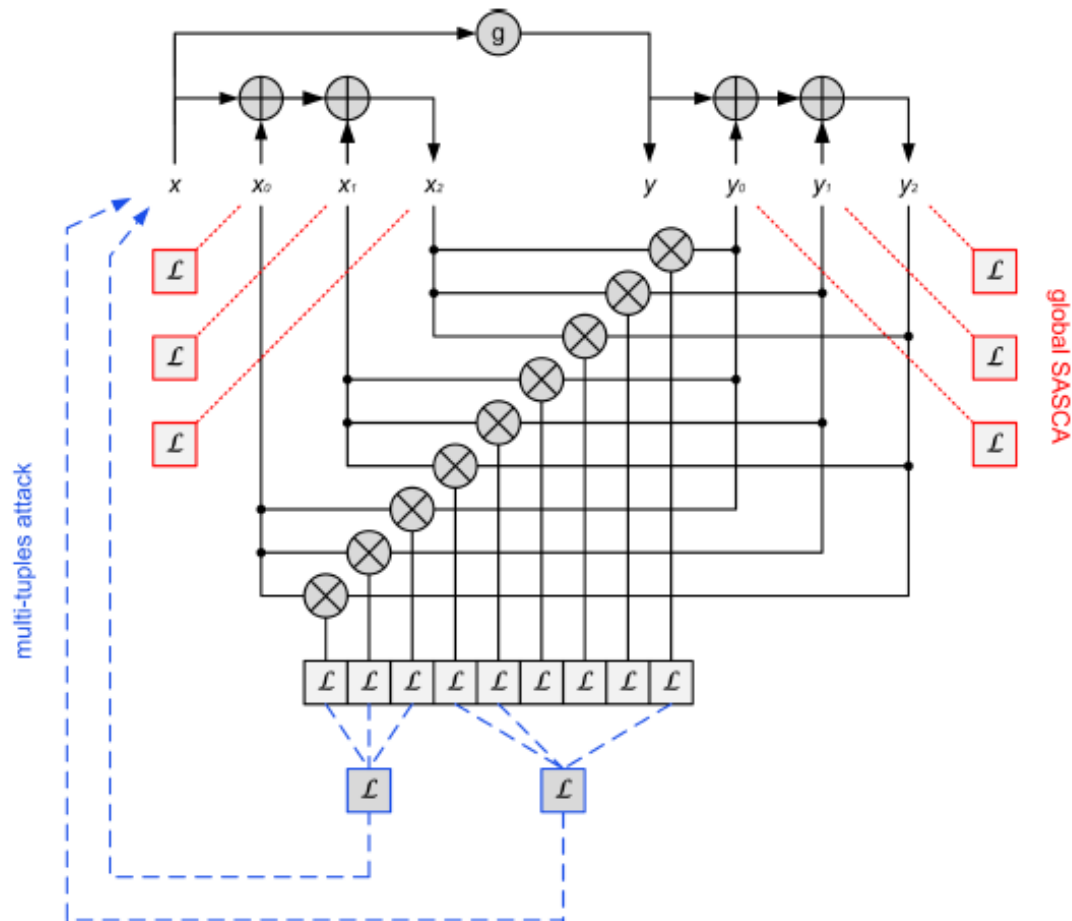 g
x x₀ x₁ x₂ y y₀ y₁ y₂
ℒ ℒ
ℒ ℒ
ℒ ℒ
global SASCA
multi-tuples attack
ℒ ℒ ℒ ℒ ℒ ℒ ℒ ℒ ℒ
ℒ ℒ